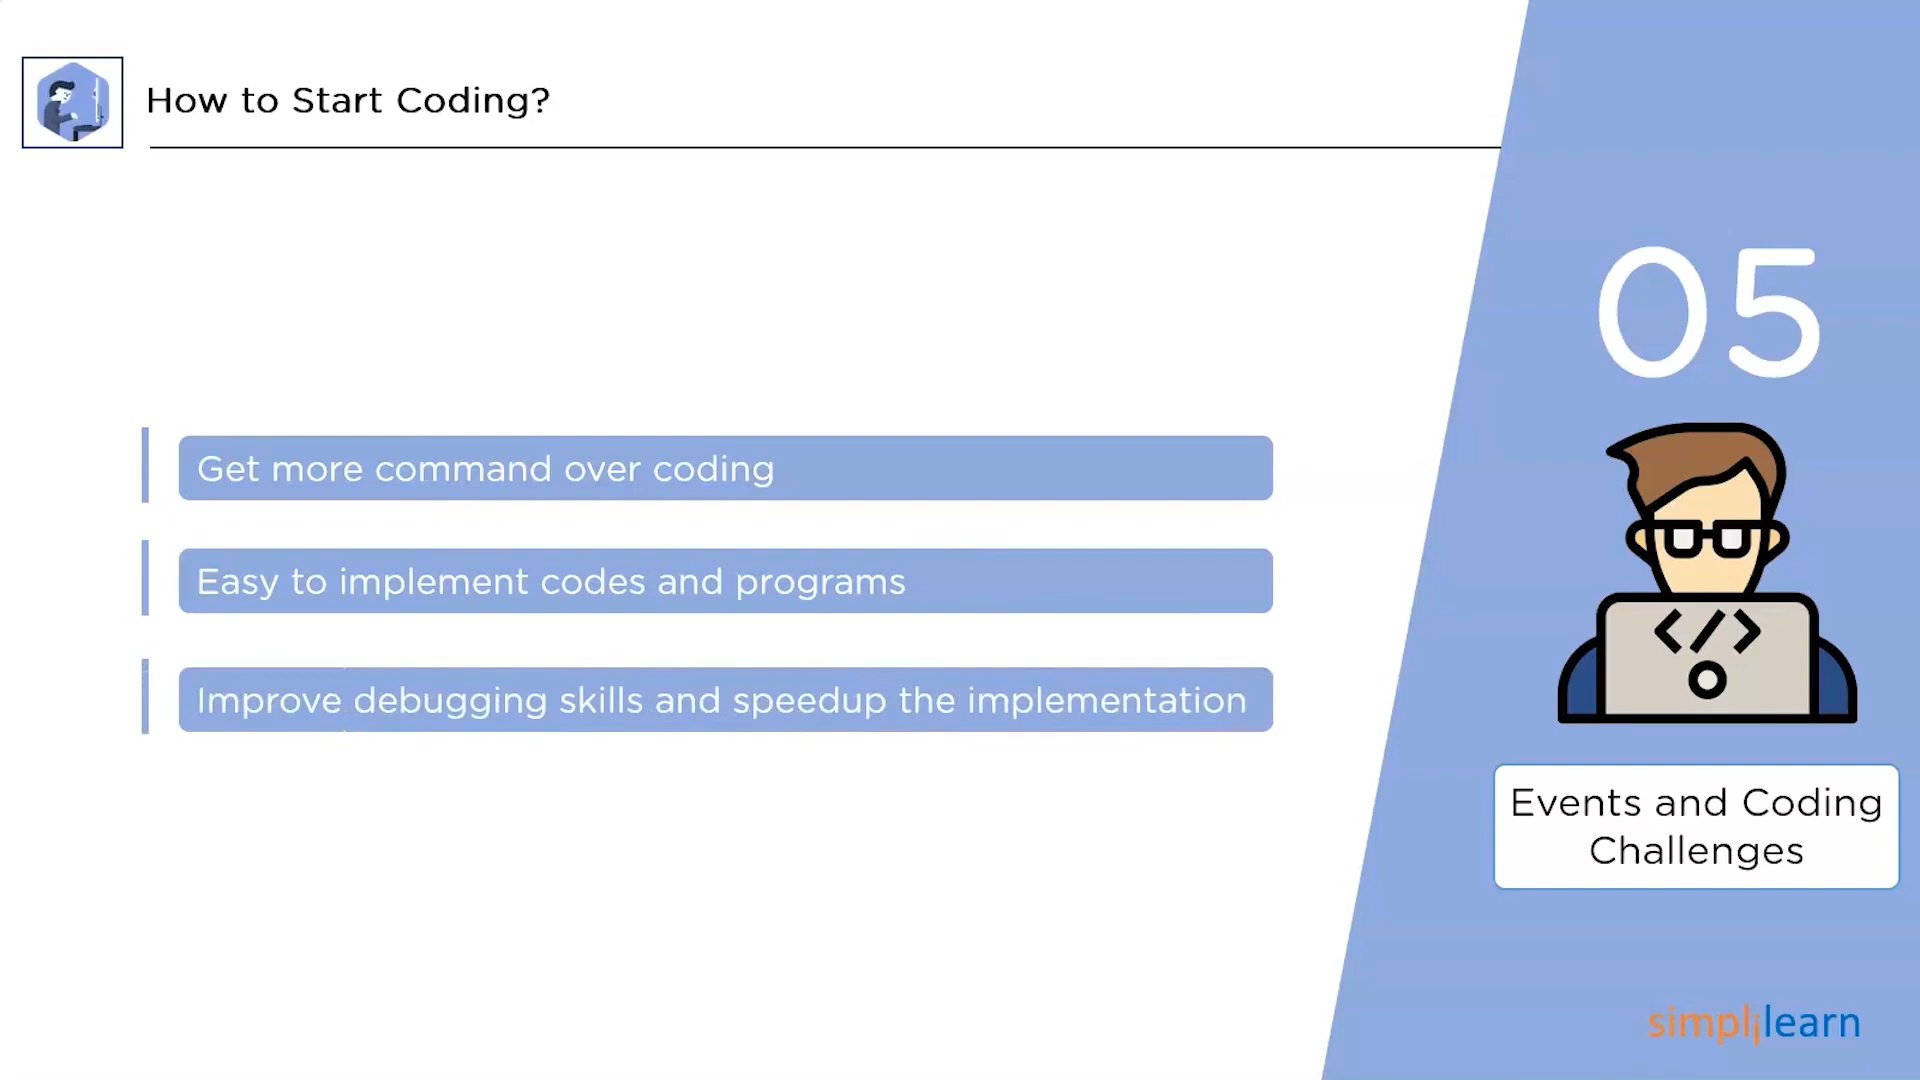 How to Start Coding?
Get more command over coding
Easy to implement codes and programs
Improve debugging skills and speedup the implementation
05
</>
Events and Coding
Challenges
simplilearn